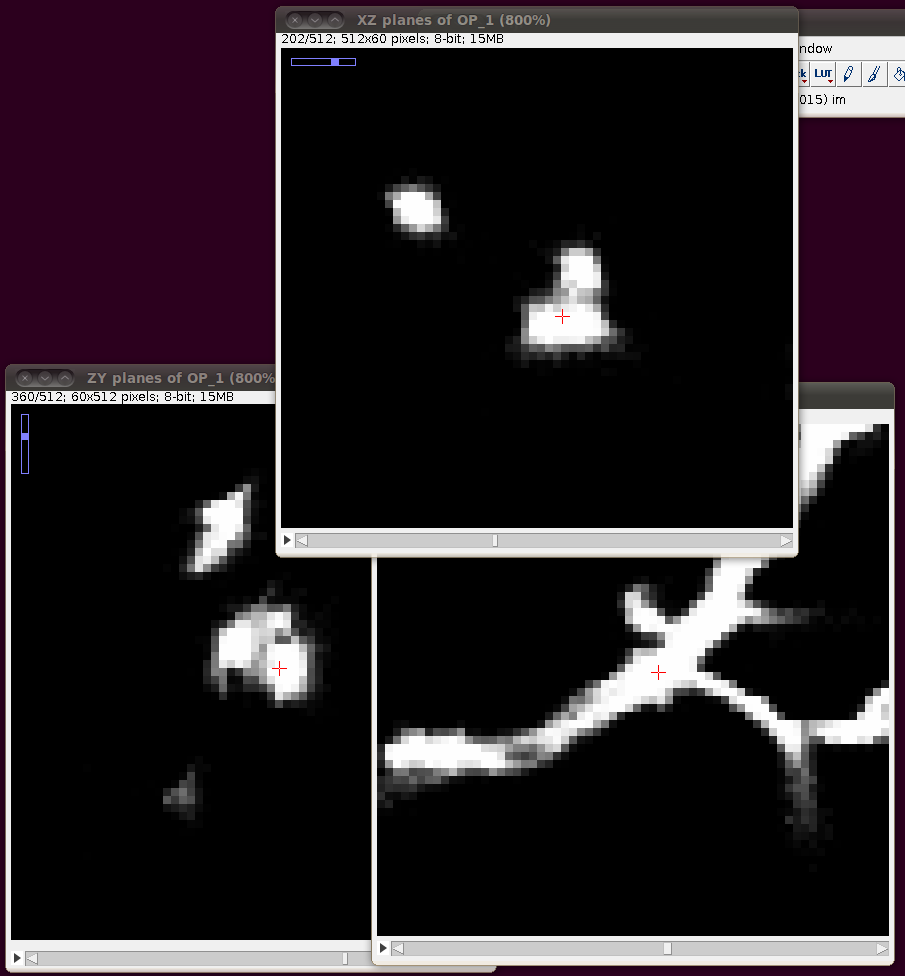 XZ planes of OP_1 (800%)
202/512; 512x60 pixels; 8-bit; 15MB
ndow
k LUT
015) im
ZY planes of OP_1 (800%
360/512; 60x512 pixels; 8-bit; 15MB